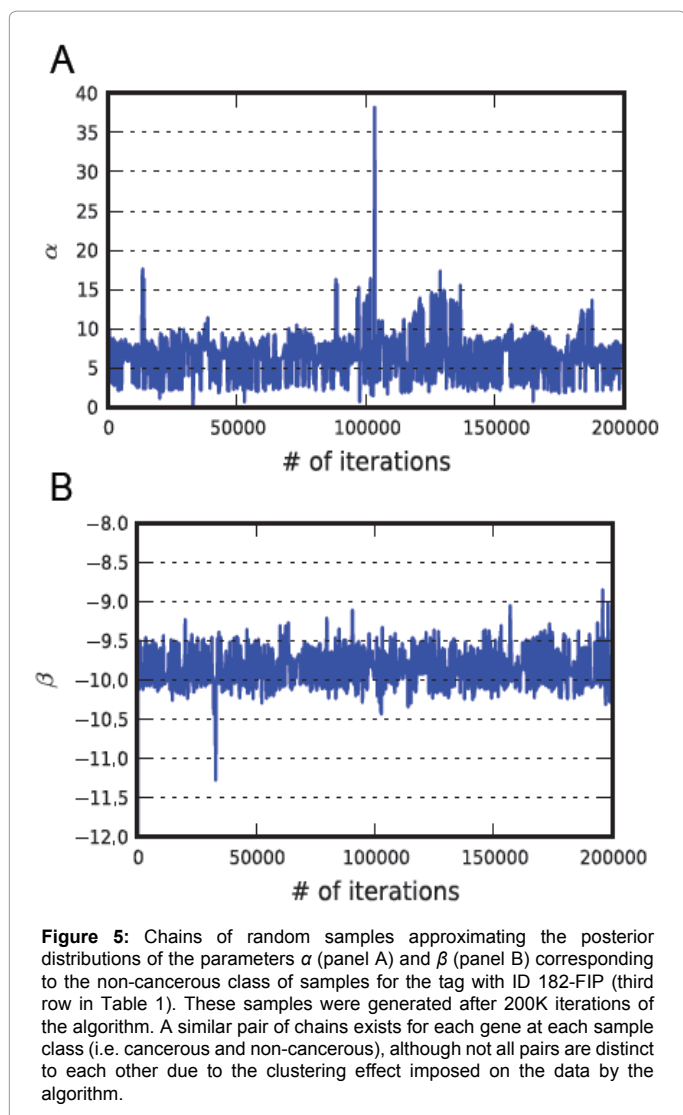 A
40
35
30
25
20
15
10
5
0
α
0 50000 100000 150000 200000
# of iterations
B
−8.0
−8.5
−9.0
−9.5
−10.0
−10.5
−11.0
−11.5
−12.0
β
0 50000 100000 150000 200000
# of iterations
Figure 5: Chains of random samples approximating the posterior
distributions of the parameters α (panel A) and β (panel B) corresponding
to the non-cancerous class of samples for the tag with ID 182-FIP (third
row in Table 1). These samples were generated after 200K iterations of
the algorithm. A similar pair of chains exists for each gene at each sample
class (i.e. cancerous and non-cancerous), although not all pairs are distinct
to each other due to the clustering effect imposed on the data by the
algorithm.